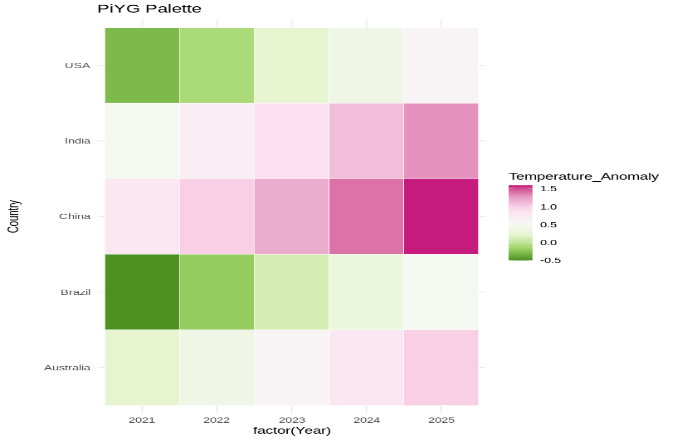 PiYG Palette
USA
India
China
Brazil
Australia
Country
2021 2022 2023 2024 2025
factor(Year)
Temperature_Anomaly
1.5
1.0
0.5
0.0
-0.5